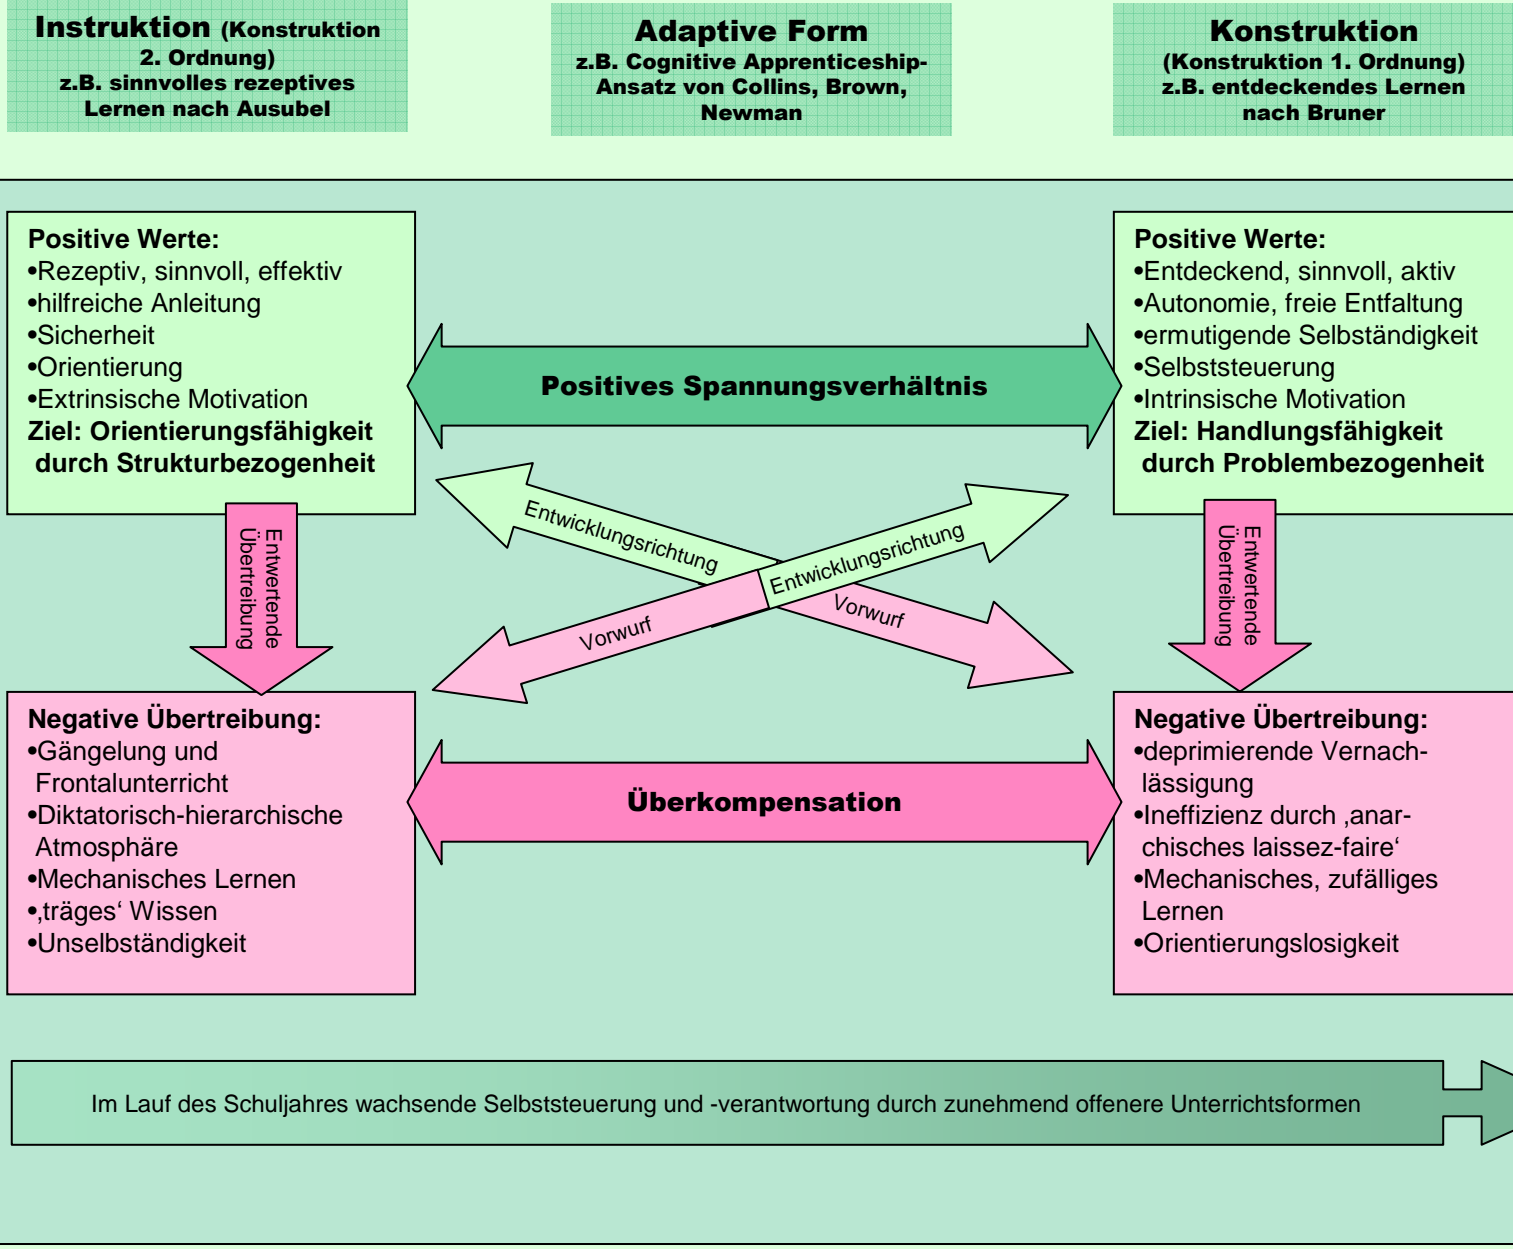 Instruktion (Konstruktion
2. Ordnung)
z.B. sinnvolles rezeptives
Lernen nach Ausubel
Adaptive Form
z.B. Cognitive Apprenticeship-
Ansatz von Collins, Brown,
Newman
Konstruktion
(Konstruktion 1. Ordnung)
z.B. entdeckendes Lernen
nach Bruner
Positive Werte:
•Rezeptiv, sinnvoll, effektiv
•hilfreiche Anleitung
•Sicherheit
•Orientierung
•Extrinsische Motivation
Ziel: Orientierungsfähigkeit
durch Strukturbezogenheit
Positives Spannungsverhältnis
Positive Werte:
•Entdeckend, sinnvoll, aktiv
•Autonomie, freie Entfaltung
•ermutigende Selbständigkeit
•Selbststeuerung
•Intrinsische Motivation
Ziel: Handlungsfähigkeit
durch Problembezogenheit
Entwertende
Übertreibung
Entwicklungsrichtung
Entwicklungsrichtung
Vorwurf
Vorwurf
Entwertende
Übertreibung
Negative Übertreibung:
•Gängelung und
Frontalunterricht
•Diktatorisch-hierarchische
Atmosphäre
•Mechanisches Lernen
•‚träges‘ Wissen
•Unselbständigkeit
Überkompensation
Negative Übertreibung:
•deprimierende Vernach-
lässigung
•Ineffizienz durch ‚anar-
chisches laissez-faire‘
•Mechanisches, zufälliges
Lernen
•Orientierungslosigkeit
Im Lauf des Schuljahres wachsende Selbststeuerung und -verantwortung durch zunehmend offenere Unterrichtsformen